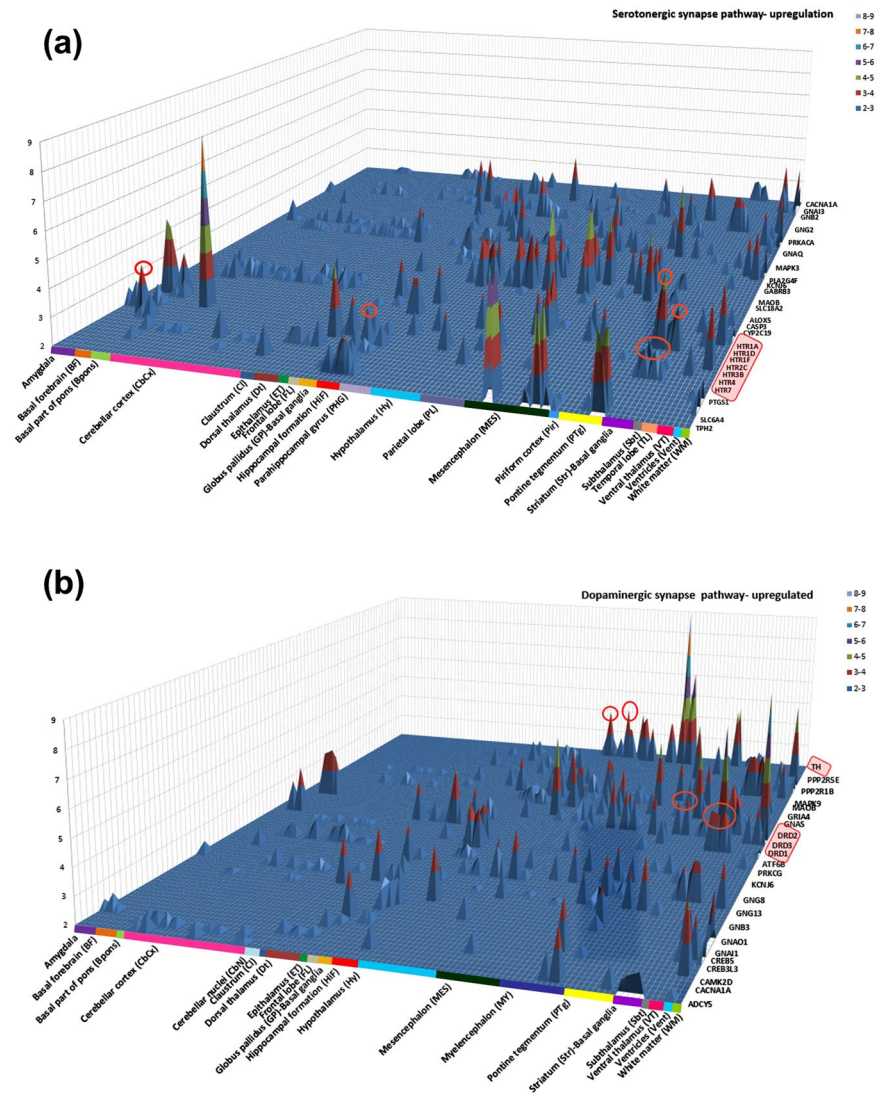 (a)
Serotonergic synapse pathway- upregulation
8-9
7-8
6-7
5-6
4-5
3-4
2-3
9
8
7
6
5
4
3
2
CACNA1A
GNAI3
GNB2
GNG2
PRKACA
GNAQ
MAPK3
PLA2G4F
KCNJ6
GABRB3
MAOB
SLC18A2
ALOX5
CASP3
CYP2C19
HTR1A
HTR1D
HTR1F
HTR2C
HTR3B
HTR4
HTR7
PTGS1
SLC6A4
TPH2
Amygdala
Basal forebrain (BF)
Basal part of pons (Bpons)
Cerebellar cortex (CbCx)
Claustrum (Cl)
Dorsal thalamus (Dt)
Epithalamus (ET)
Frontal lobe (FL)
Globus pallidus (GP)-Basal ganglia
Hippocampal formation (HiF)
Parahippocampal gyrus (PHG)
Hypothalamus (Hy)
Parietal lobe (PL)
Mesencephalon (MES)
Piriform cortex (Pir)
Pontine tegmentum (PTg)
Striatum (Str)-Basal ganglia
Subthalamus (Sbt)
Temporal lobe (TL)
Ventral thalamus (VT)
Ventricles (Vent)
White matter (WM)
(b)
Dopaminergic synapse pathway- upregulated
8-9
7-8
6-7
5-6
4-5
3-4
2-3
9
8
7
6
5
4
3
2
TH
PPP2R5E
PPP2R1B
MAPK9
MAOB
GRIA4
GNAS
DRD2
DRD3
DRD1
ATF6B
PRKCG
KCNJ6
GNG8
GNG13
GNB3
GNAO1
GNAI1
CREB5
CREB3L3
CAMK2D
CACNA1A
ADCY5
Amygdala
Basal forebrain (BF)
Basal part of pons (Bpons)
Cerebellar cortex (CbCx)
Cerebellar nuclei (CbN)
Claustrum (Cl)
Dorsal thalamus (Dt)
Epithalamus (ET)
Frontal lobe (FL)
Globus pallidus (GP)-Basal ganglia
Hippocampal formation (HiF)
Hypothalamus (Hy)
Mesencephalon (MES)
Myelencephalon (MY)
Pontine tegmentum (PTg)
Striatum (Str)-Basal ganglia
Subthalamus (Sbt)
Ventral thalamus (VT)
Ventricles (Vent)
White matter (WM)